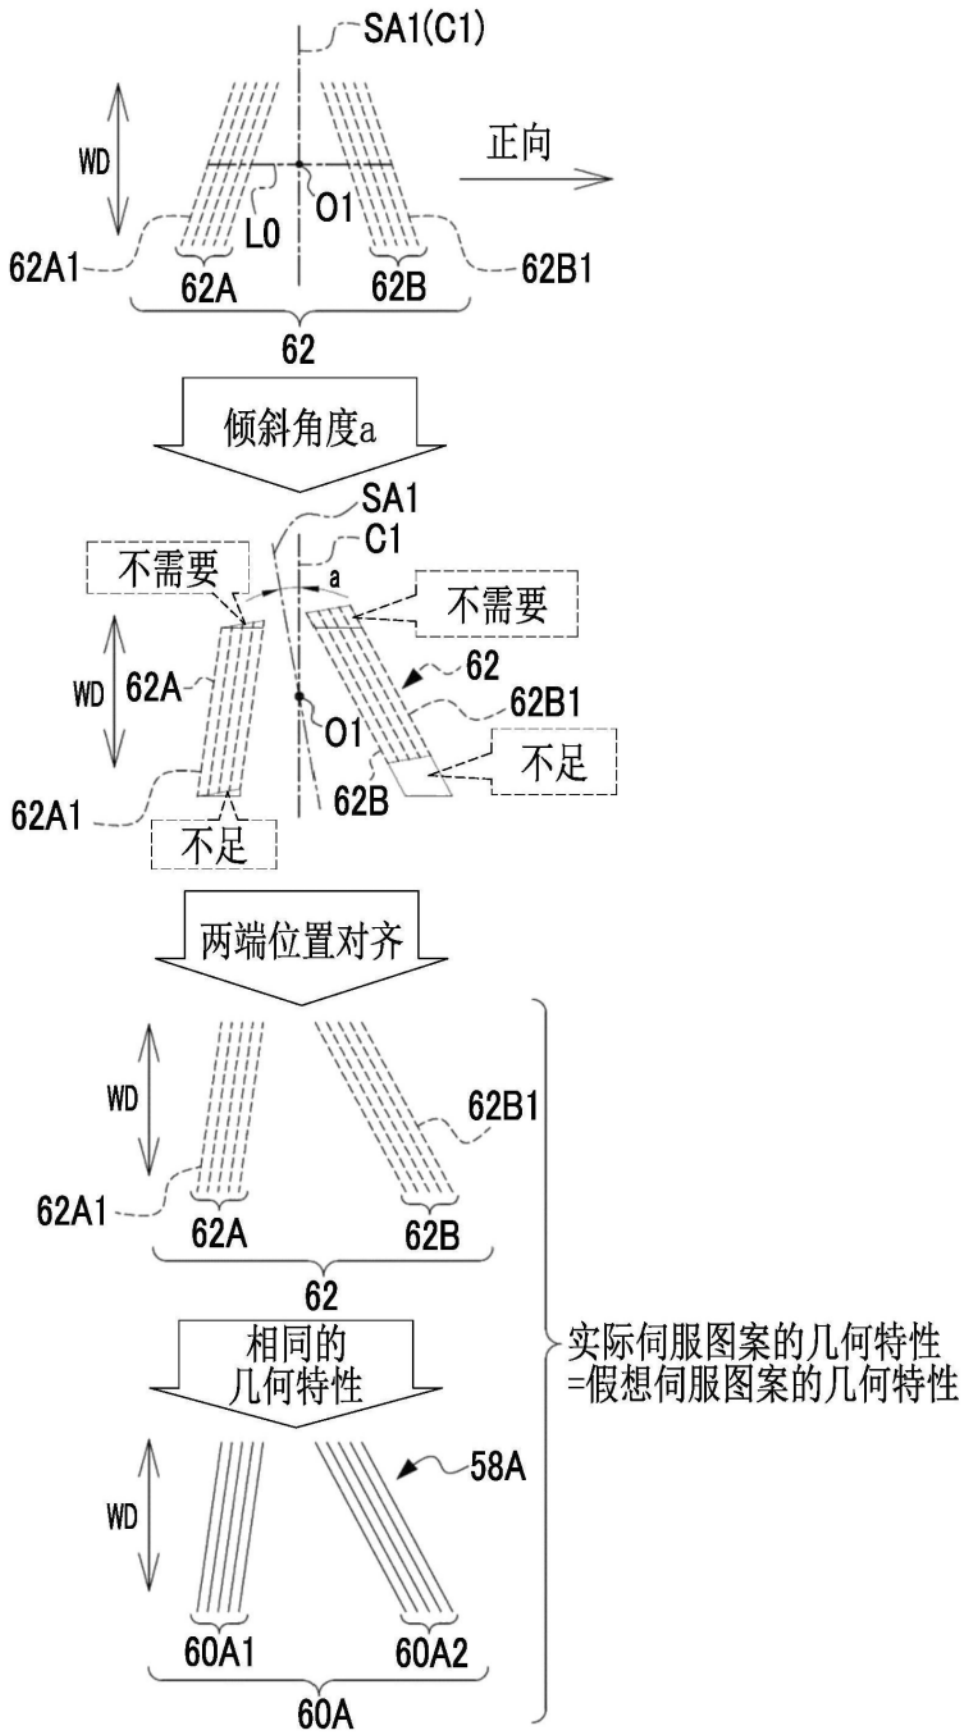 SA1(C1)
WD
正向
O1
L0
62A1
62A
62B
62B1
62
倾斜角度a
SA1
C1
不需要
a
不需要
WD
62A
62
62B1
O1
不足
62A1
62B
不足
两端位置对齐
WD
62B1
62A1
62A
62B
62
相同的
几何特性
实际伺服图案的几何特性
=假想伺服图案的几何特性
58A
WD
60A1
60A2
60A